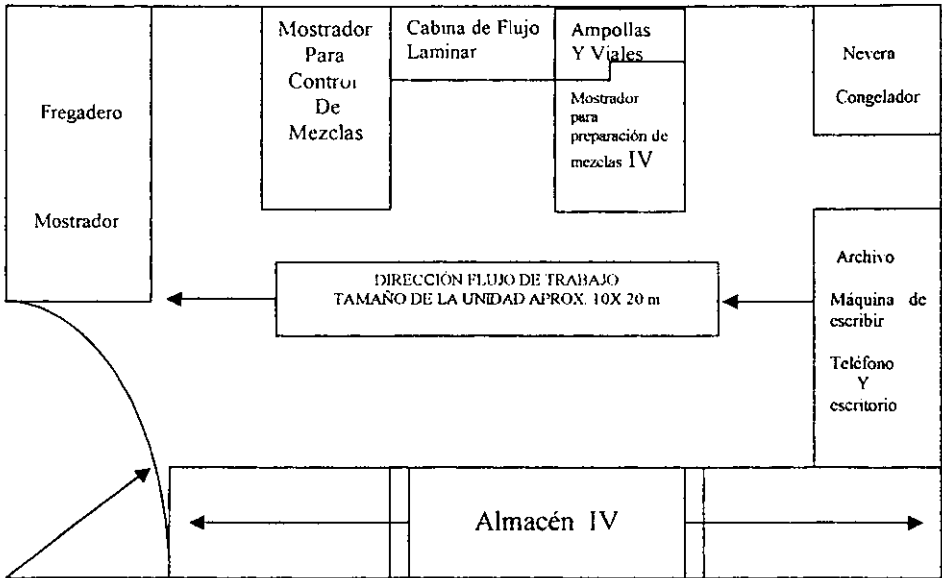 Fregadero
Mostrador
Mostrador
Para
Control
De
Mezclas
Cabina de Flujo
Laminar
Ampollas
Y Viales
Mostrador
para
preparación de
mezclas IV
Nevera
Congelador
DIRECCIÓN FLUJO DE TRABAJO
TAMAÑO DE LA UNIDAD APROX. 10X 20 m
Archivo
Máquina de
escribir
Teléfono
Y
escritorio
Almacén IV